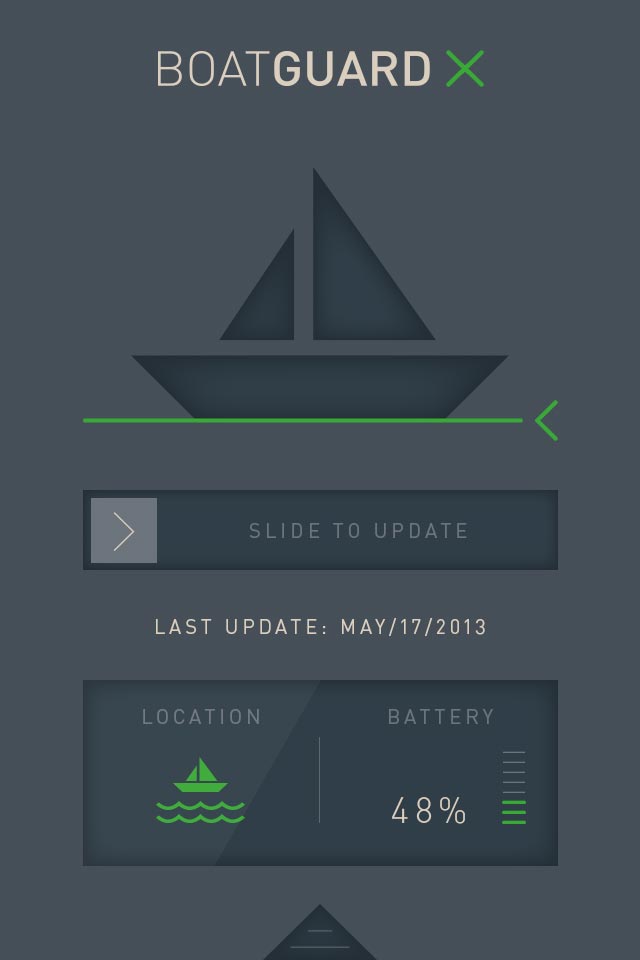 BOATGUARD
SLIDE TO UPDATE
LAST UPDATE: MAY/17/2013
LOCATION
BATTERY
48%